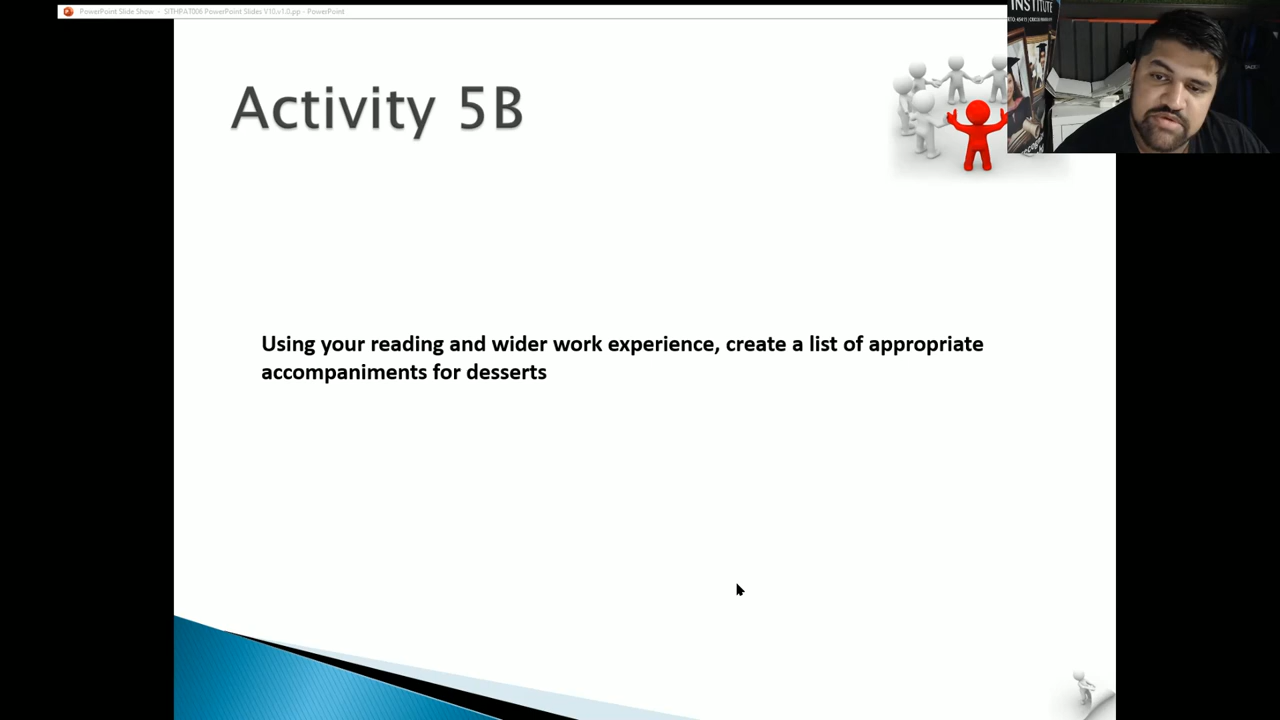 PowerPoint Slide Show - SITHPAT006 PowerPoint Slides V10.v1.0.pp - PowerPoint
INSTITUTE
Activity 5B
Using your reading and wider work experience, create a list of appropriate
accompaniments for desserts